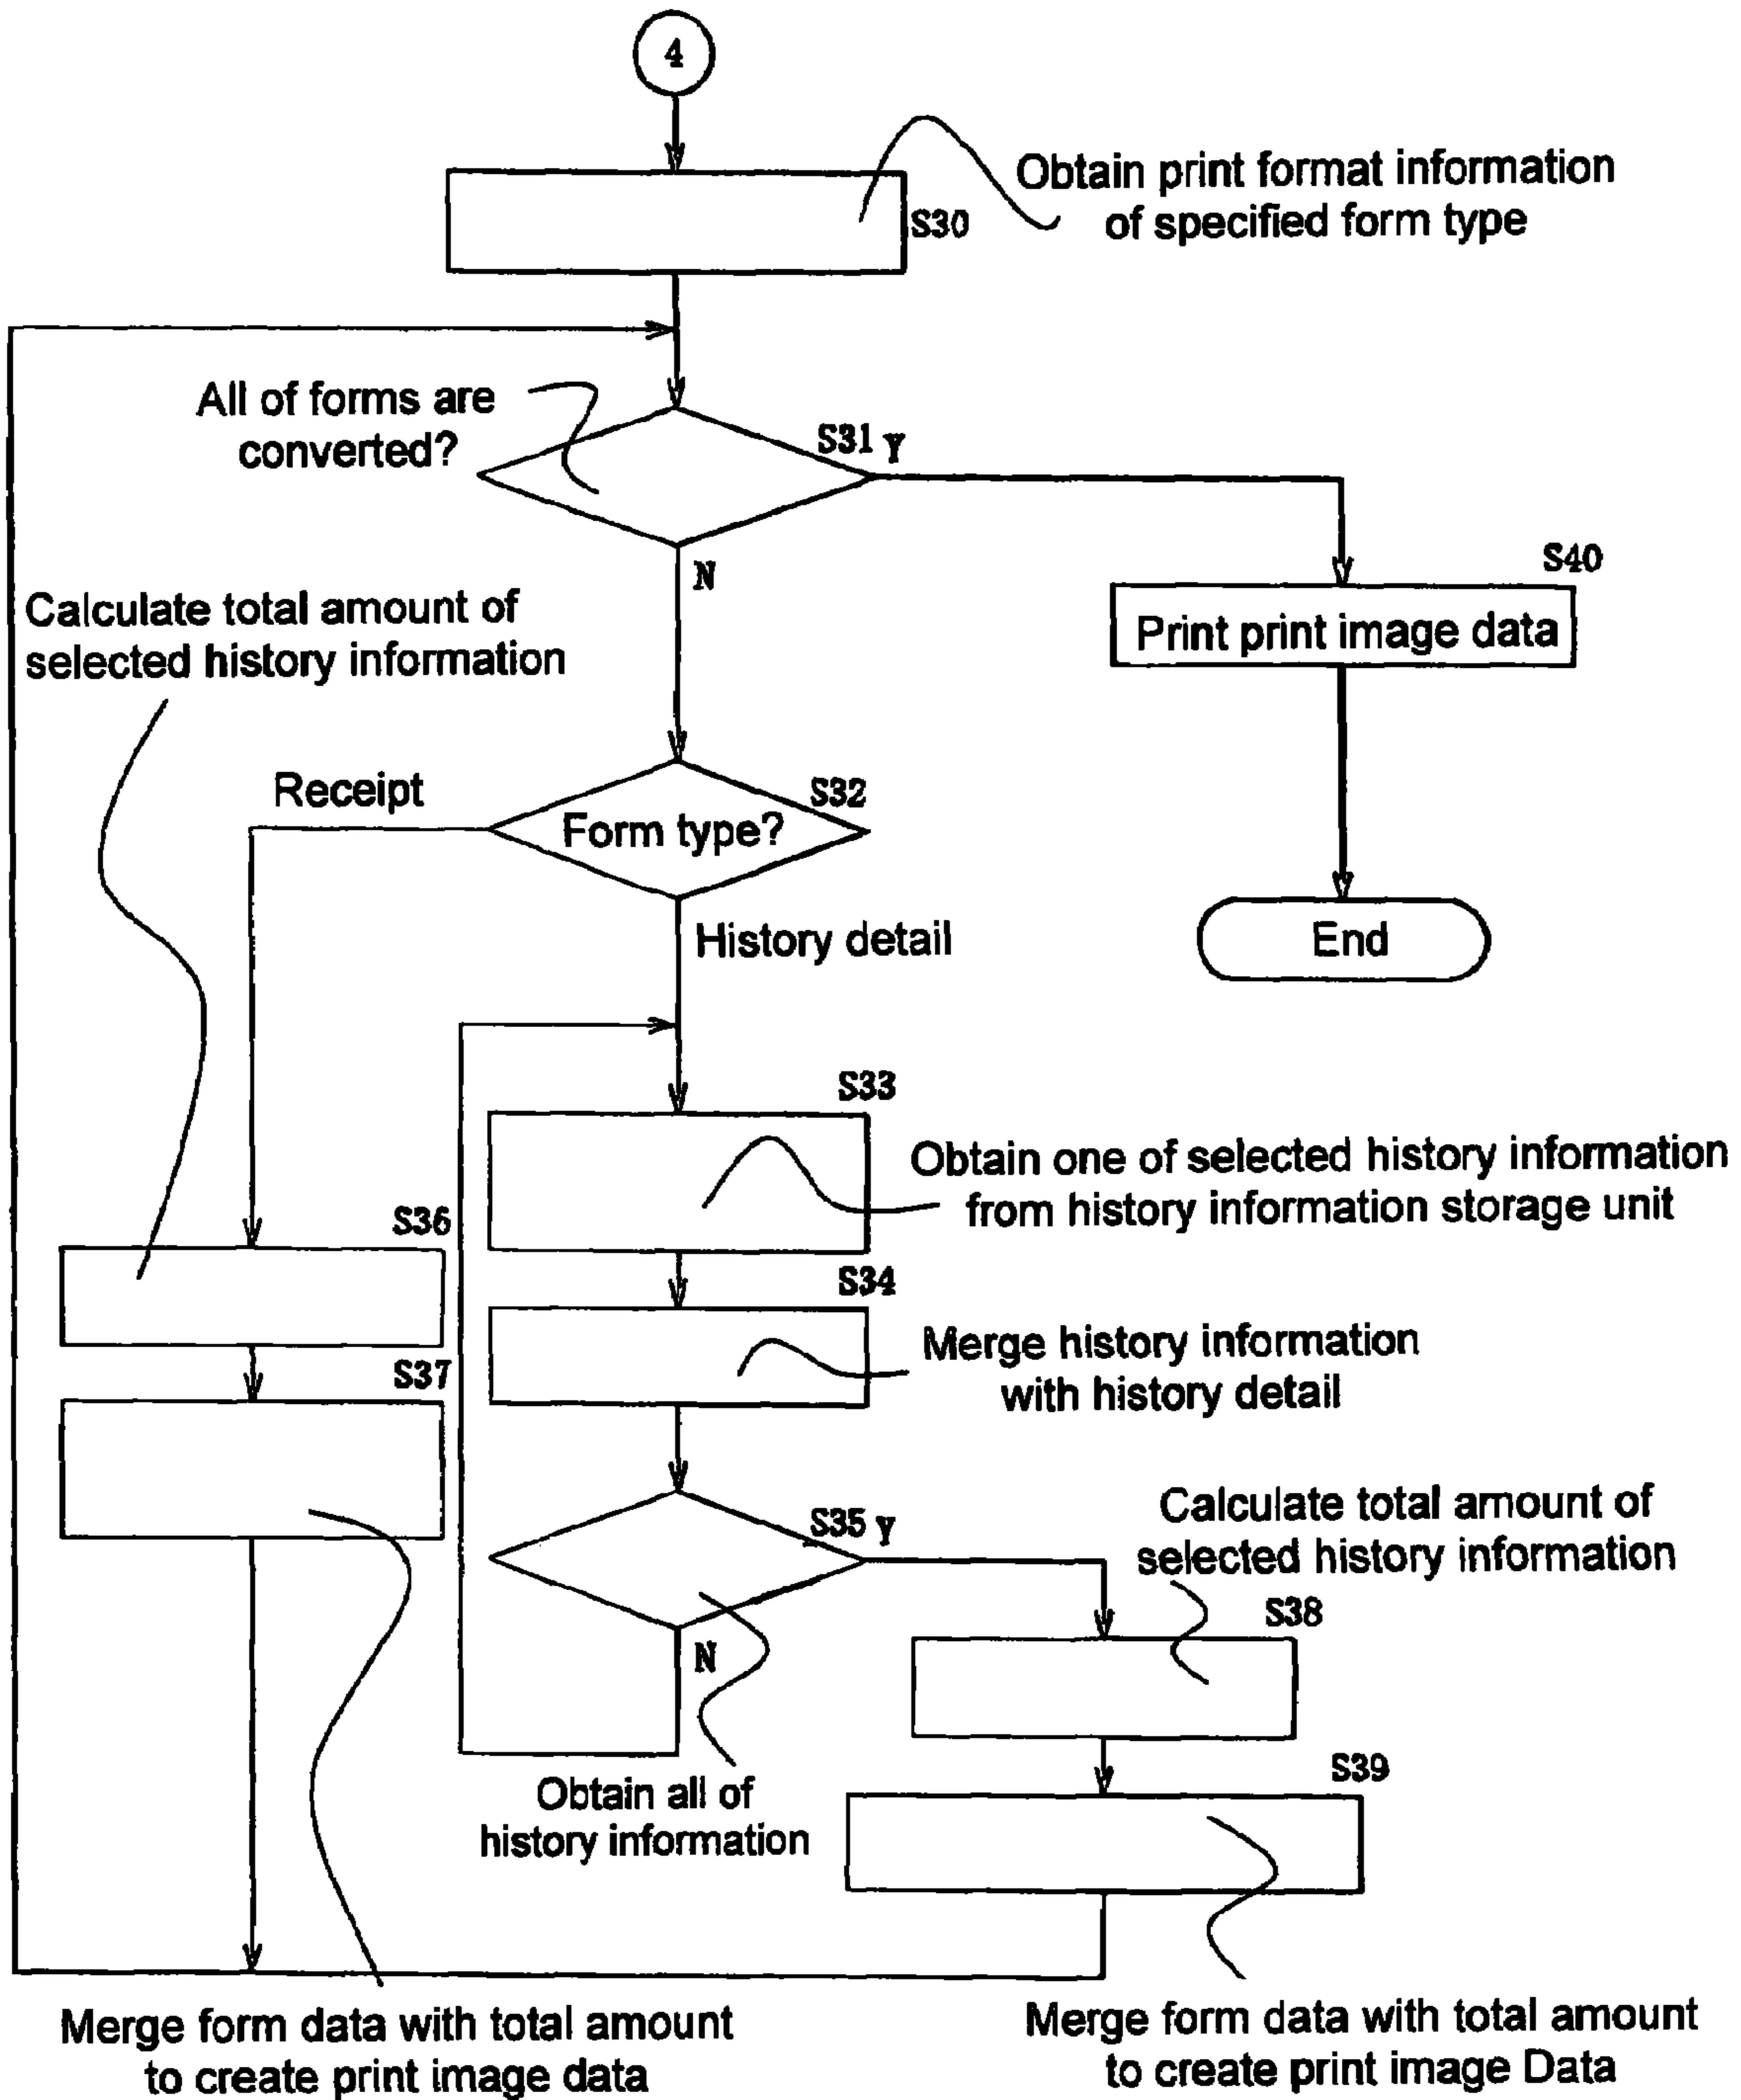 4
Obtain print format information
of specified form type
S30
All of forms are
converted?
S31 Y
N
S40
Print print image data
Calculate total amount of
selected history information
Receipt
S32
Form type?
History detail
End
S33
Obtain one of selected history information
from history information storage unit
S36
S34
Merge history information
with history detail
S37
S35 Y
Calculate total amount of
selected history information
S38
N
Obtain all of
history information
S39
Merge form data with total amount
to create print image data
Merge form data with total amount
to create print image Data